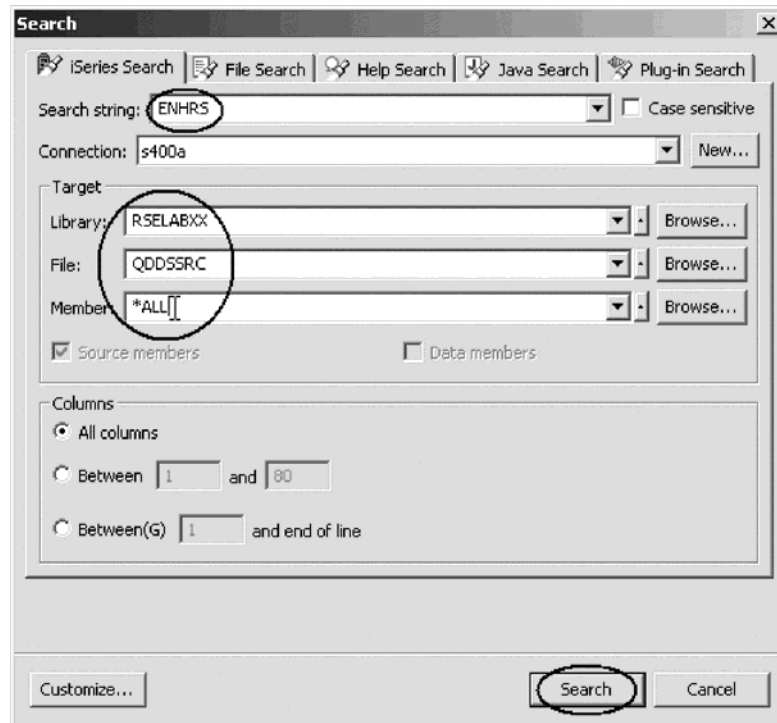 Search
iSeries Search File Search Help Search Java Search Plug-in Search
Search string: ENHRS Case sensitive
Connection: s400a New...
Target
Library: RSELABXX Browse...
File: QDDSSRC Browse...
Member: *ALL Browse...
Source members Data members
Columns
All columns
Between 1 and 80
Between(G) 1 and end of line
Customize... Search Cancel